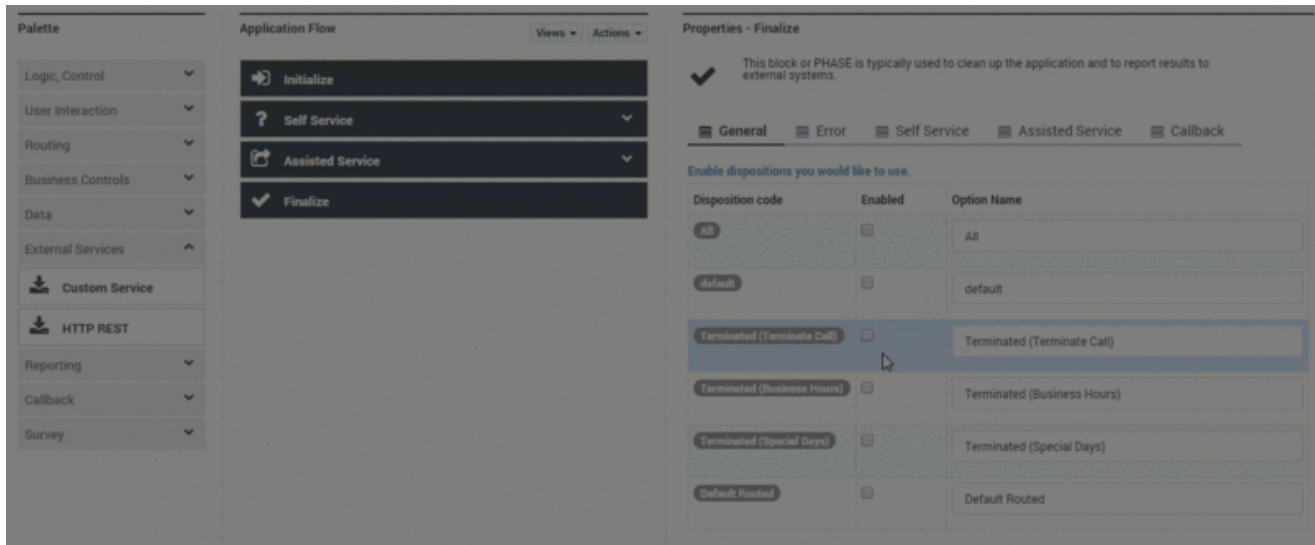 Palette
Logic, Control
User Interaction
Routing
Business Controls
Data
External Services
Custom Service
HTTP REST
Reporting
Callback
Survey
Application Flow
Views
Actions
Initialize
Self Service
Assisted Service
Finalize
Properties - Finalize
This block or PHASE is typically used to clean up the application and to report results to
external systems.
General Error Self Service Assisted Service Callback
Enable dispositions you would like to use.
Disposition code Enabled Option Name
All All
default default
Terminated (Terminate Call) Terminated (Terminate Call)
Terminated (Business Hours) Terminated (Business Hours)
Terminated (Special Days) Terminated (Special Days)
Default Routed Default Routed